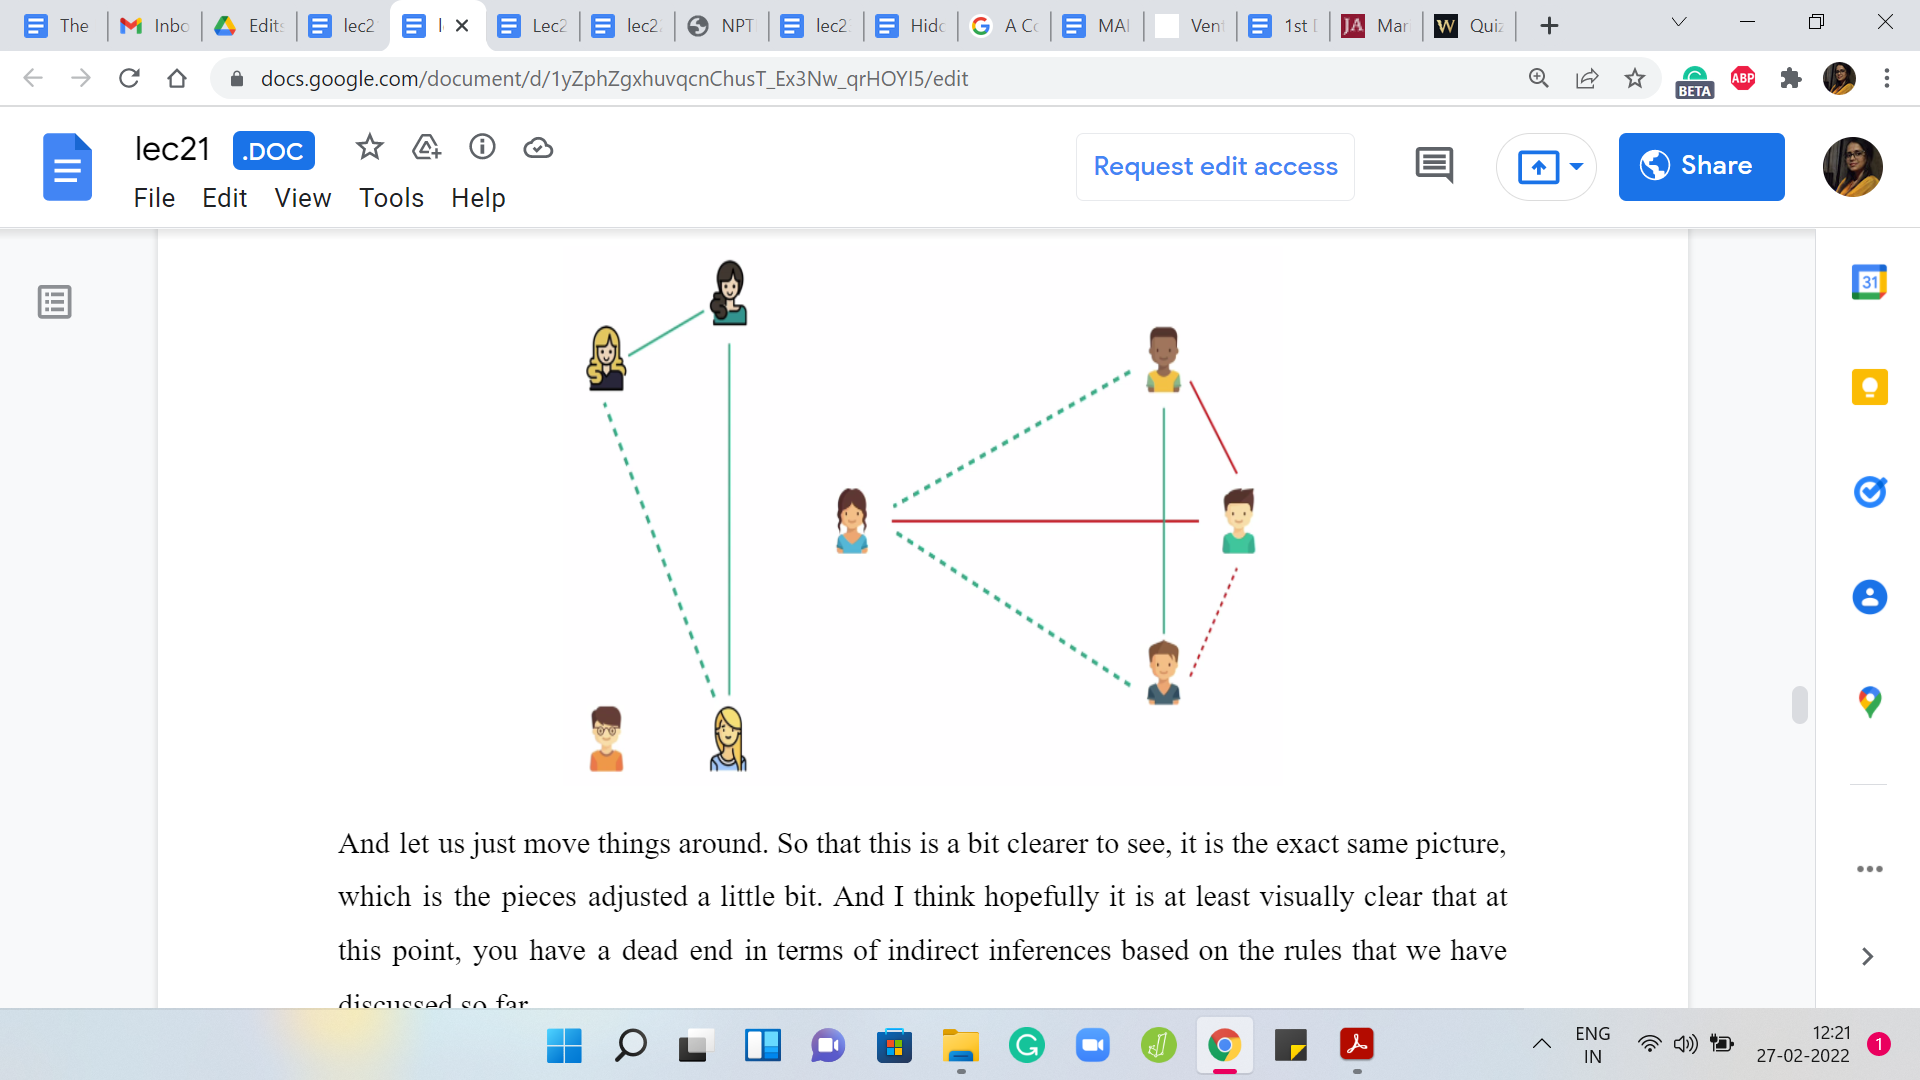 The
Inbo
Edits
lec2
l
Lec2
lec2
NPT
lec2
Hidd
A Co
MAI
Vent
1st
Mar
Quiz
docs.google.com/document/d/1yZphZgxhuvqcnChusT_Ex3Nw_qrHOYI5/edit
ABP
BETA
lec21
.DOC
Request edit access
Share
File Edit View Tools Help
31
And let us just move things around. So that this is a bit clearer to see, it is the exact same picture,
which is the pieces adjusted a little bit. And I think hopefully it is at least visually clear that at
this point, you have a dead end in terms of indirect inferences based on the rules that we have
discussed so far.
ENG
IN
12:21
27-02-2022
1